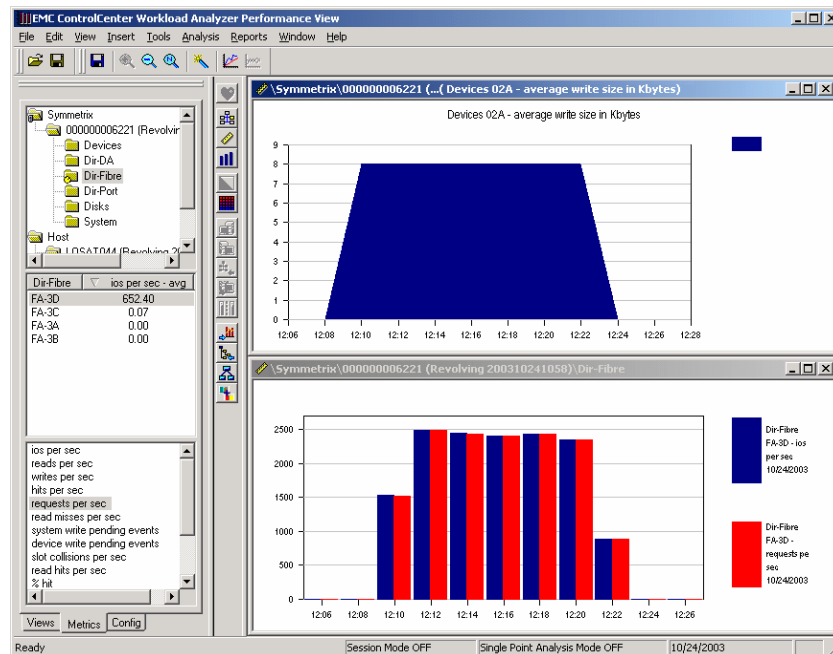 EMC ControlCenter Workload Analyzer Performance View
File Edit View Insert Tools Analysis Reports Window Help
Symmetrix
000000006221 (Revolvin
Devices
Dir-DA
Dir-Fibre
Dir-Port
Disks
System
Host
Dir-Fibre ios per sec - avg
FA-3D 652.40
FA-3C 0.07
FA-3A 0.00
FA-3B 0.00
ios per sec
reads per sec
writes per sec
hits per sec
requests per sec
read misses per sec
system write pending events
device write pending events
slot collisions per sec
read hits per sec
% hit
Views Metrics Config
\Symmetrix\000000006221 (...( Devices 02A - average write size in Kbytes)
Devices 02A - average write size in Kbytes
9
8
7
6
5
4
3
2
1
0
12:06 12:08 12:10 12:12 12:14 12:16 12:18 12:20 12:22 12:24 12:26 12:28
\Symmetrix\000000006221 (Revolving 200310241058)\Dir-Fibre
2500
2000
1500
1000
500
0
12:06 12:08 12:10 12:12 12:14 12:16 12:18 12:20 12:22 12:24 12:26
Dir-Fibre
FA-3D - ios
per sec
10/24/2003
Dir-Fibre
FA-3D -
requests pe
sec
10/24/2003
Ready Session Mode OFF Single Point Analysis Mode OFF 10/24/2003